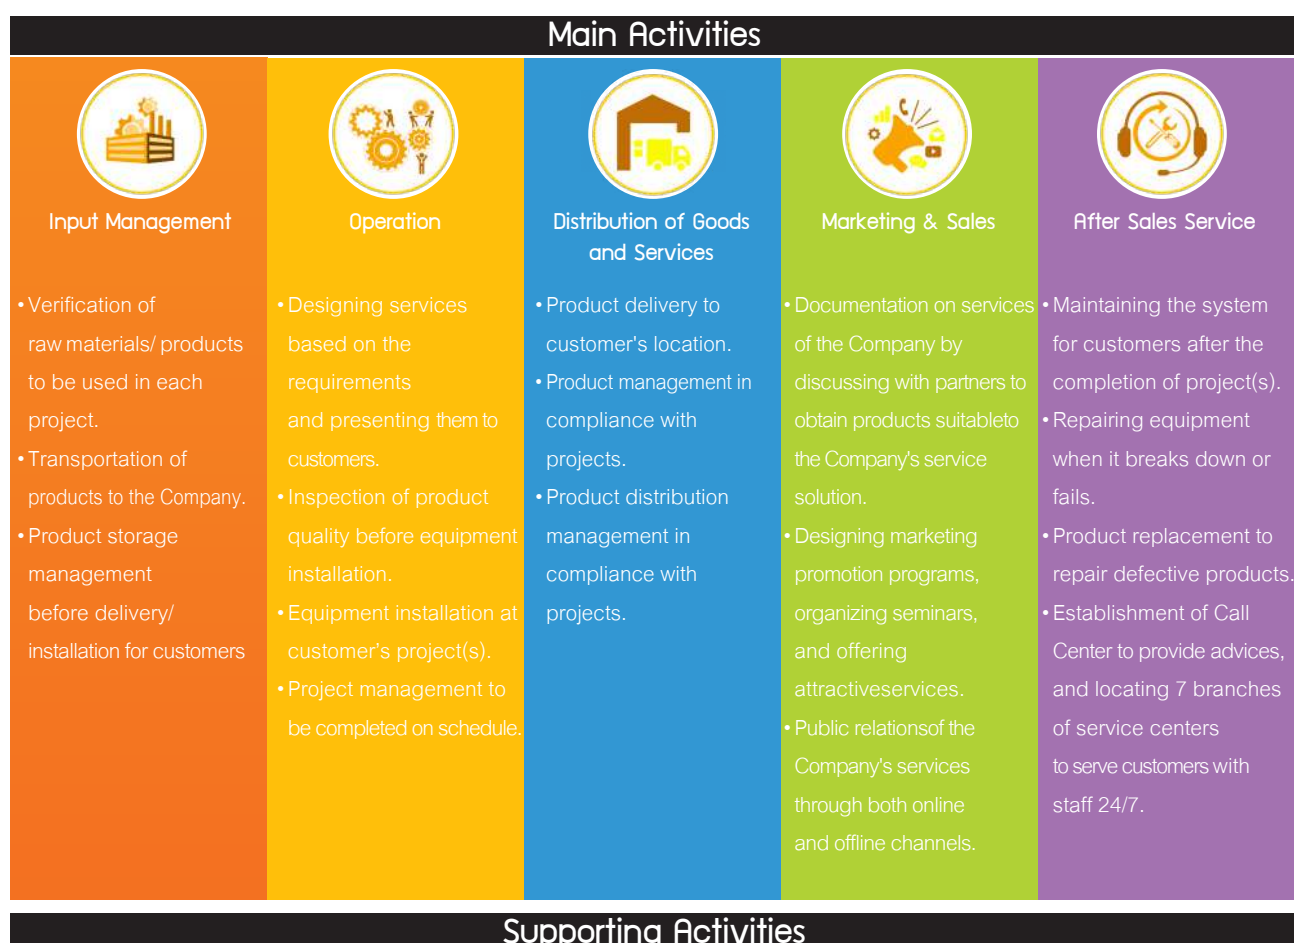 Main Activities
Input Management
• Verification of
raw materials/ products
to be used in each
project.
• Transportation of
products to the Company.
• Product storage
management
before delivery/
installation for customers
Operation
• Designing services
based on the
requirements
and presenting them to
customers.
• Inspection of product
quality before equipment
installation.
• Equipment installation at
customer's project(s).
• Project management to
be completed on schedule.
Distribution of Goods
and Services
• Product delivery to
customer's location.
• Product management in
compliance with
projects.
• Product distribution
management in
compliance with
projects.
Marketing & Sales
• Documentation on services
of the Company by
discussing with partners to
obtain products suitableto
the Company's service
solution.
• Designing marketing
promotion programs,
organizing seminars,
and offering
attractiveservices.
• Public relationsof the
Company's services
through both online
and offline channels.
After Sales Service
• Maintaining the system
for customers after the
completion of project(s).
• Repairing equipment
when it breaks down or
fails.
• Product replacement to
repair defective products.
• Establishment of Call
Center to provide advices,
and locating 7 branches
of service centers
to serve customers with
staff 24/7.
Supporting Activities